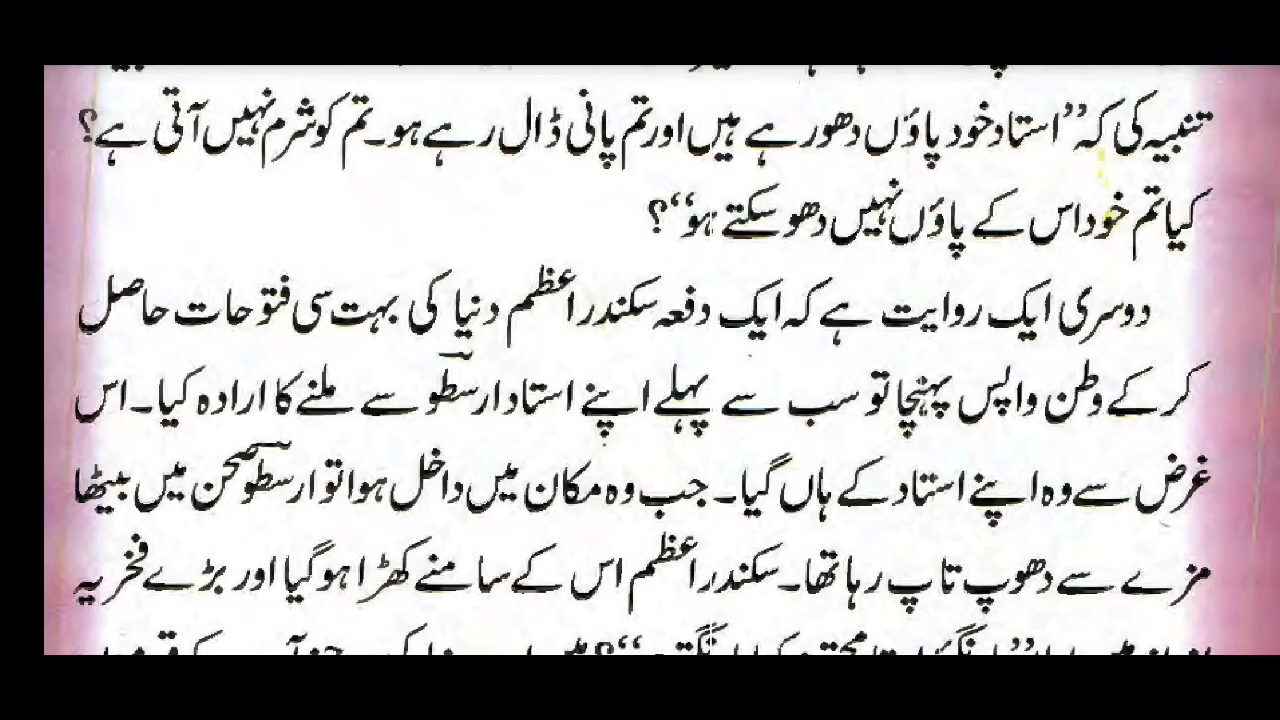 تنبیہ کی کہ ”استاد خود پاؤں دھو رہے ہیں اور تم پانی ڈال رہے ہو۔ تم کو شرم نہیں آتی ہے؟
کیا تم خود اس کے پاؤں نہیں دھو سکتے ہو“؟
دوسری ایک روایت ہے کہ ایک دفعہ سکندر اعظم دنیا کی بہت سی فتوحات حاصل
کر کے وطن واپس پہنچا تو سب سے پہلے اپنے استاد ارسطو سے ملنے کا ارادہ کیا۔ اس
غرض سے وہ اپنے استاد کے ہاں گیا۔ جب وہ مکان میں داخل ہوا تو ارسطو صحن میں بیٹھا
مزے سے دھوپ تاپ رہا تھا۔ سکندر اعظم اس کے سامنے کھڑا ہو گیا اور بڑے فخریہ